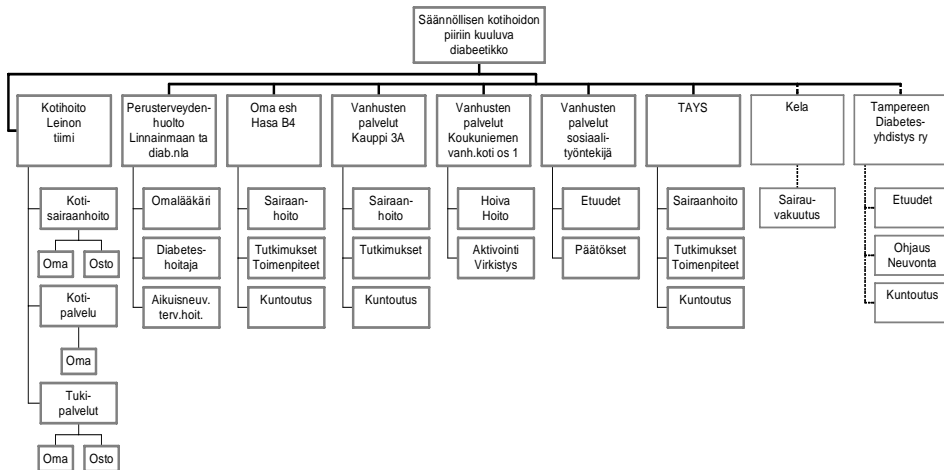 Säännöllisen kotihoidon
piiriin kuuluva
diabeetikko
Kotihoito
Leinon
tiimi
Koti-
sairaanhoito
Oma
Osto
Koti-
palvelu
Oma
Tuki-
palvelut
Oma
Osto
Perusterveyden-
huolto
Linnainmaan ta
diab.nla
Omalääkäri
Diabetes-
hoitaja
Aikuisneuv.
terv.hoit.
Oma esh
Hasa B4
Sairaan-
hoito
Tutkimukset
Toimenpiteet
Kuntoutus
Vanhusten
palvelut
Kauppi 3A
Sairaan-
hoito
Tutkimukset
Kuntoutus
Vanhusten
palvelut
Koukuniemen
vanh.koti os 1
Hoiva
Hoito
Aktivointi
Virkistys
Vanhusten
palvelut
sosiaali-
työntekijä
Etuudet
Päätökset
TAYS
Sairaanhoito
Tutkimukset
Toimenpiteet
Kuntoutus
Kela
Sairau-
vakuutus
Tampereen
Diabetes-
yhdistys ry
Etuudet
Ohjaus
Neuvonta
Kuntoutus